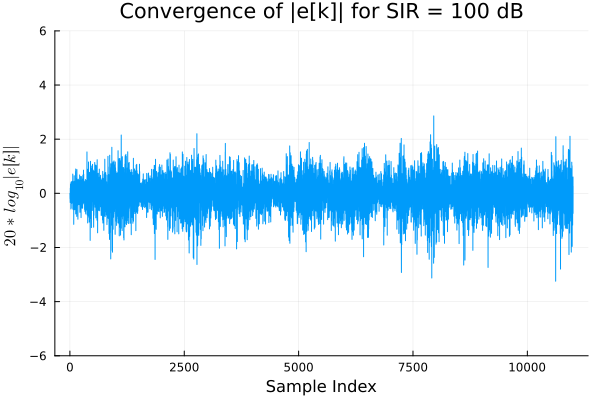 Convergence of |e[k]| for SIR = 100 dB
6
4
2
0
−2
−4
−6
20 * log₁₀|e[k]|
0 2500 5000 7500 10000
Sample Index